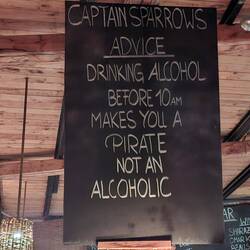 CAPTAIN SPARROWS
ADVICE
DRINKING ALCOHOL
BEFORE 10AM
MAKES YOU A
PIRATE
NOT AN
ALCOHOLIC